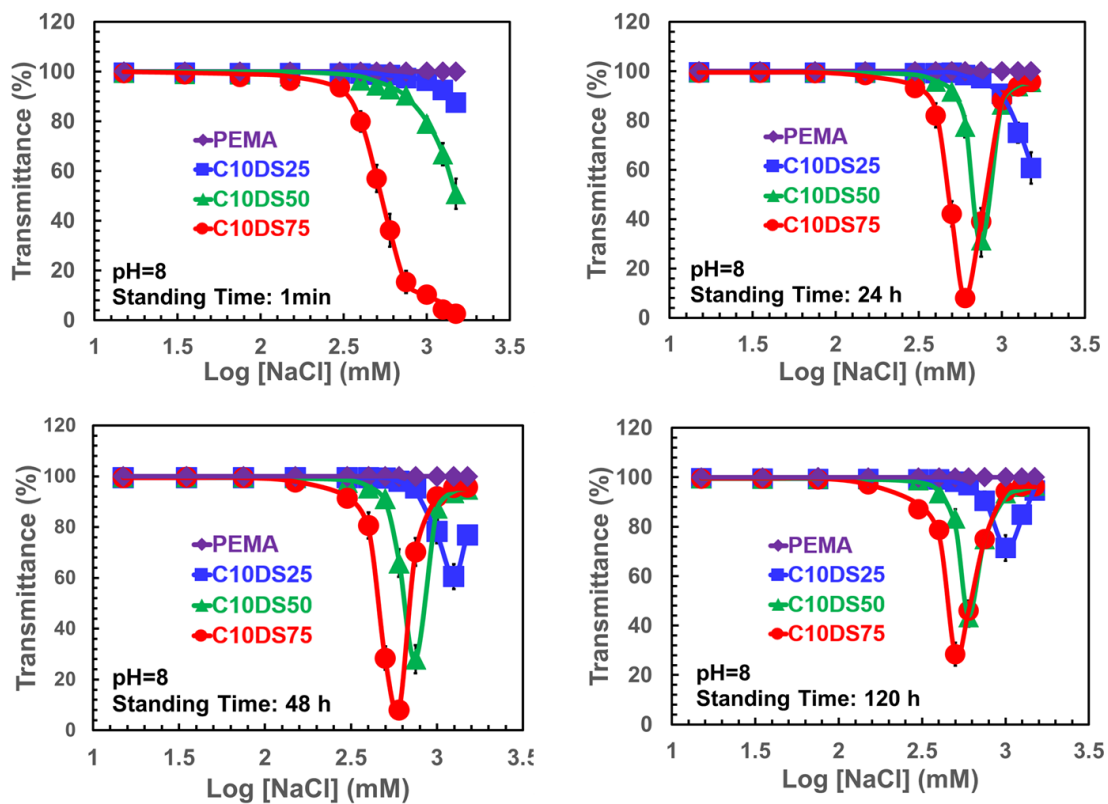 120
100
80
60
40
20
0
Transmittance (%)
PEMA
C10DS25
C10DS50
C10DS75
pH=8
Standing Time: 1min
1 1.5 2 2.5 3 3.5
Log [NaCl] (mM)
120
100
80
60
40
20
0
Transmittance (%)
PEMA
C10DS25
C10DS50
C10DS75
pH=8
Standing Time: 24 h
1 1.5 2 2.5 3 3.5
Log [NaCl] (mM)
120
100
80
60
40
20
0
Transmittance (%)
PEMA
C10DS25
C10DS50
C10DS75
pH=8
Standing Time: 48 h
1 1.5 2 2.5 3 3.5
Log [NaCl] (mM)
120
100
80
60
40
20
0
Transmittance (%)
PEMA
C10DS25
C10DS50
C10DS75
pH=8
Standing Time: 120 h
1 1.5 2 2.5 3 3.5
Log [NaCl] (mM)